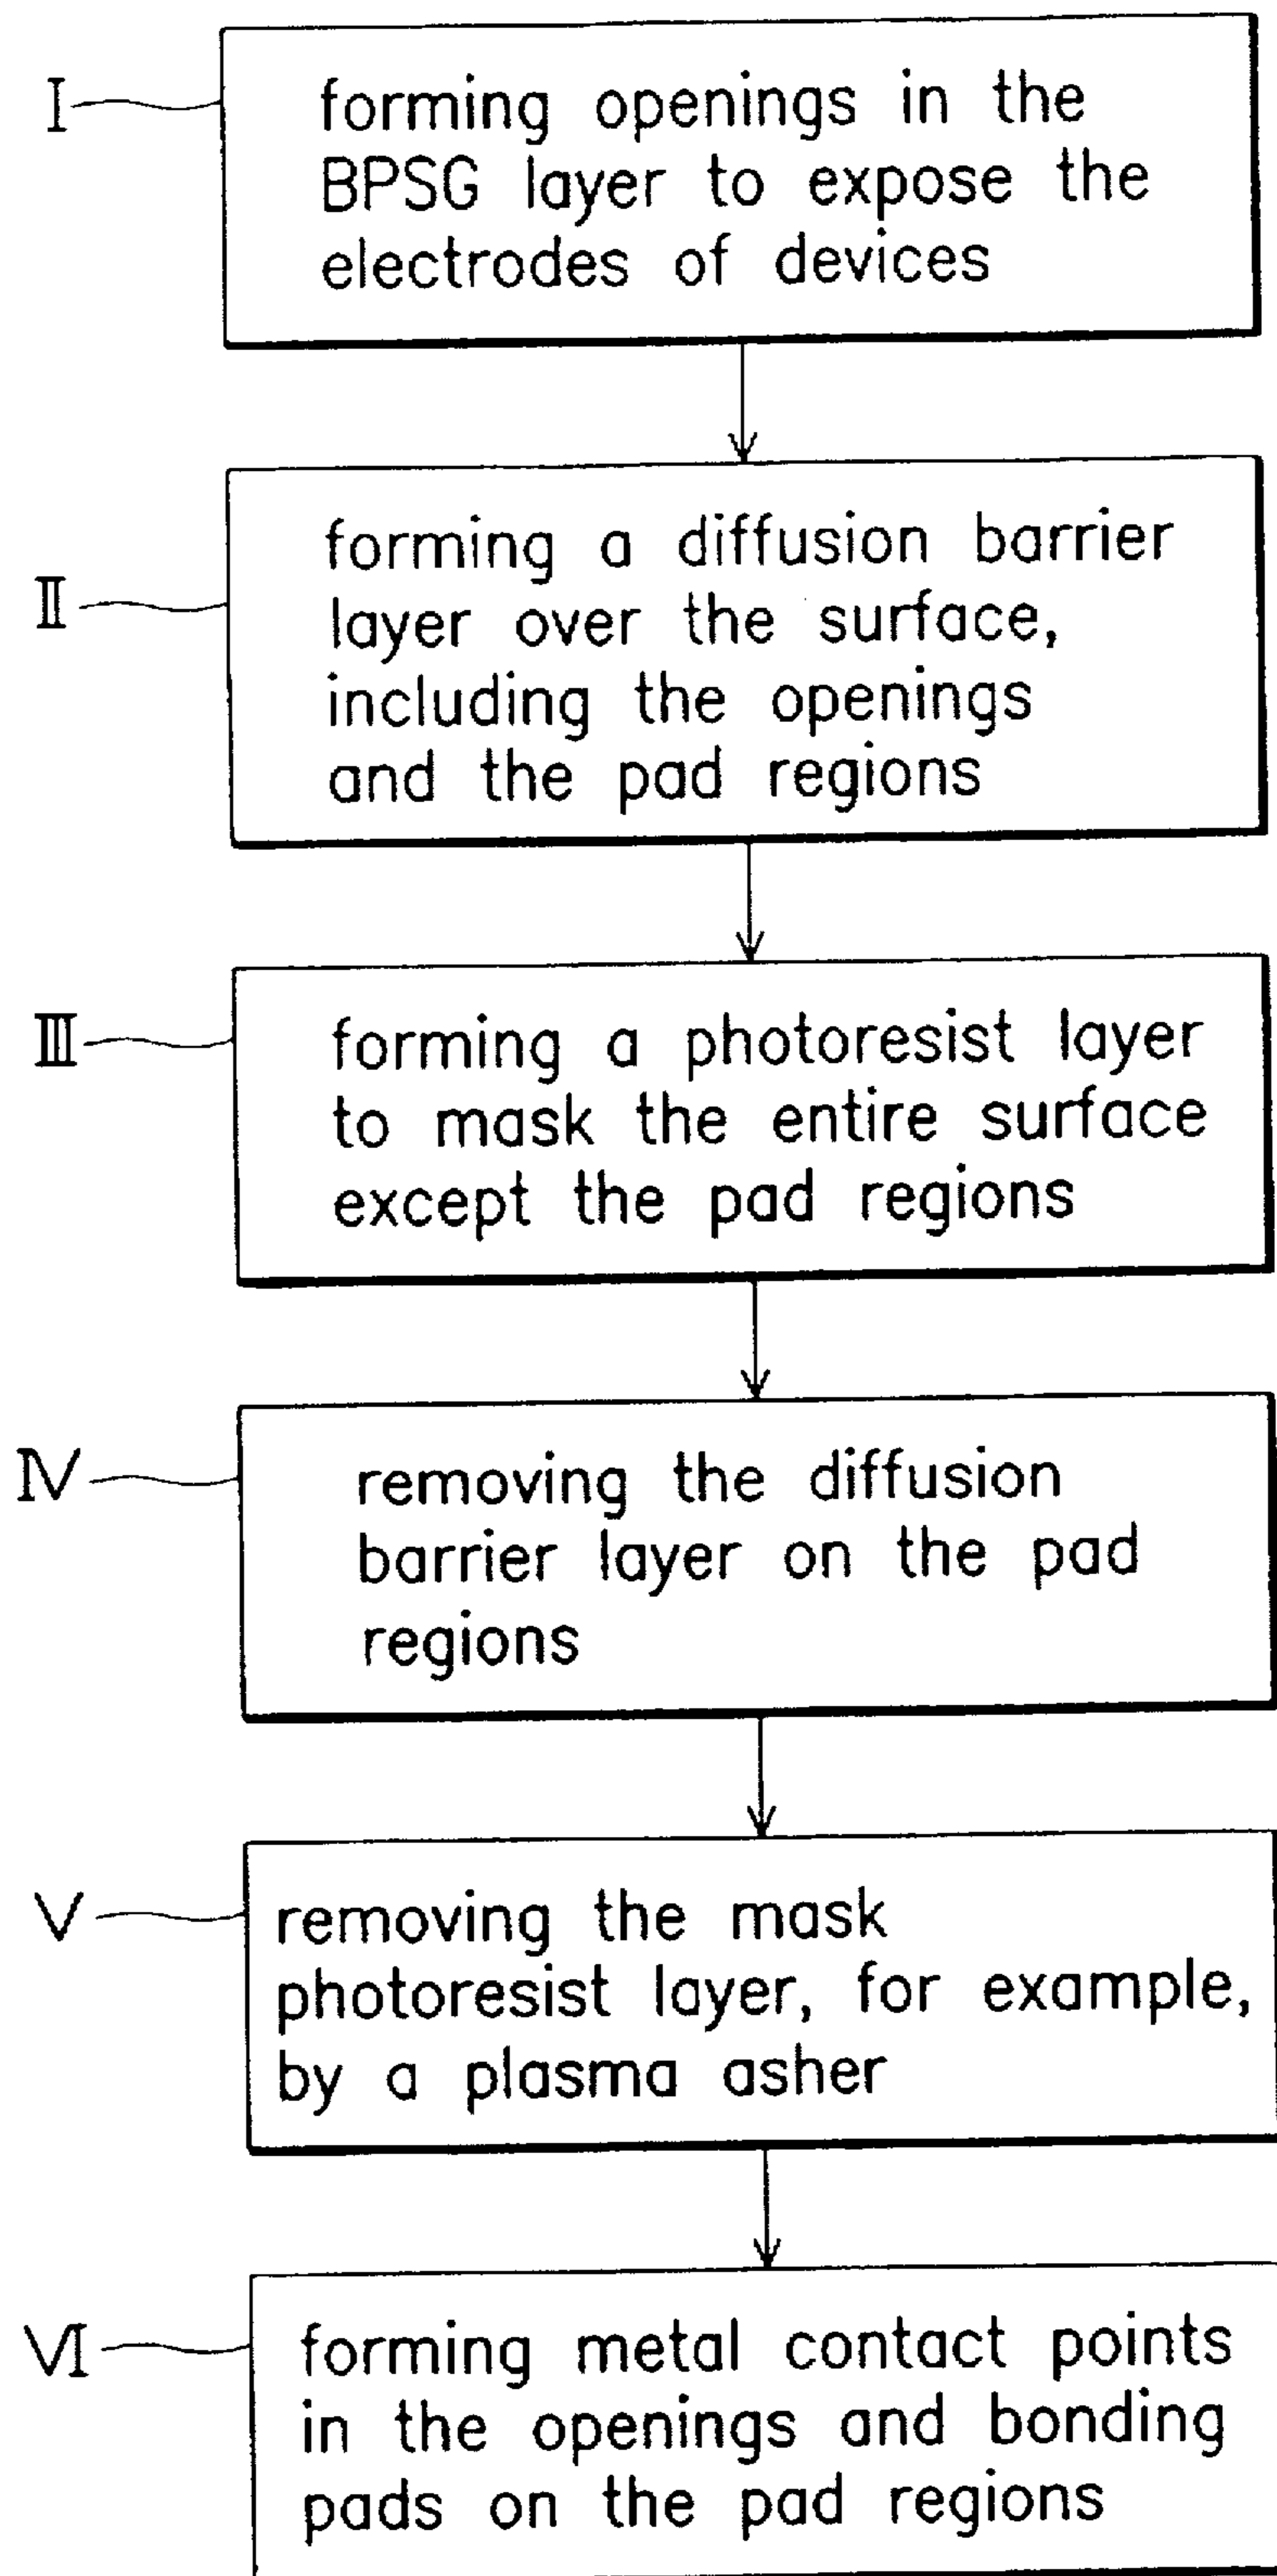 I
forming openings in the
BPSG layer to expose the
electrodes of devices
II
forming a diffusion barrier
layer over the surface,
including the openings
and the pad regions
III
forming a photoresist layer
to mask the entire surface
except the pad regions
IV
removing the diffusion
barrier layer on the pad
regions
V
removing the mask
photoresist layer, for example,
by a plasma asher
VI
forming metal contact points
in the openings and bonding
pads on the pad regions